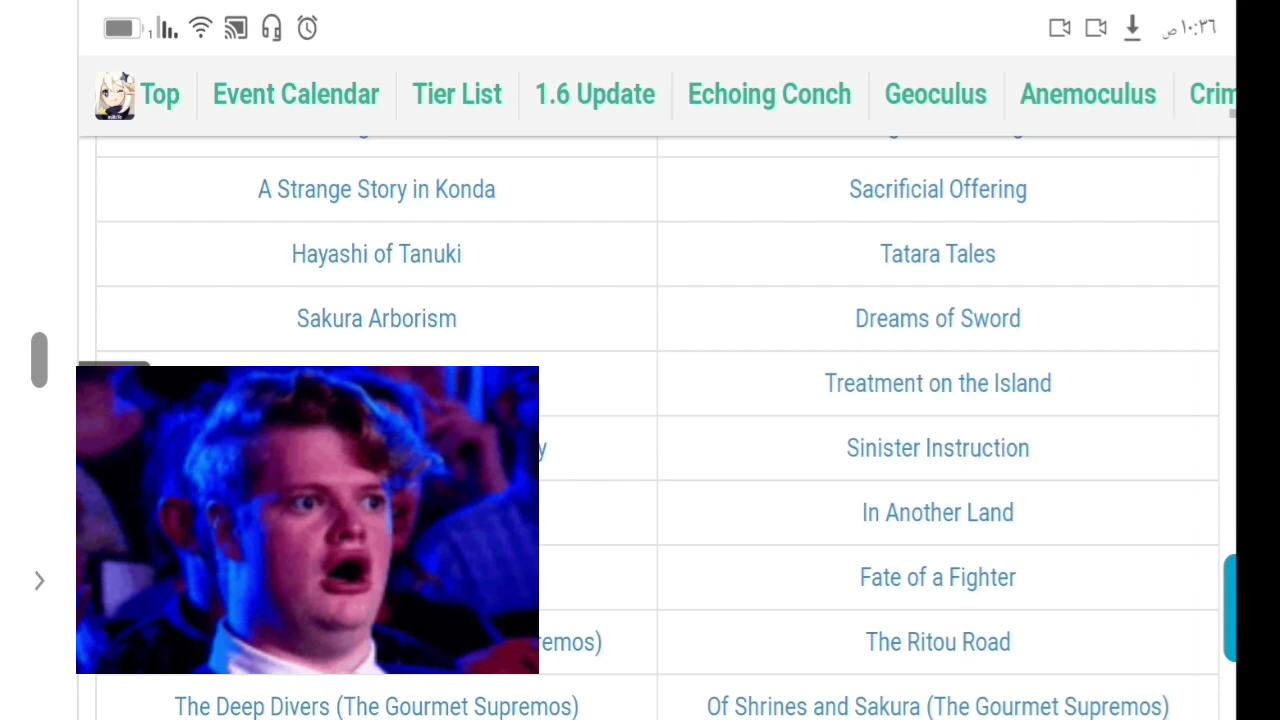 ١٠:٣٦ ص
Top Event Calendar Tier List 1.6 Update Echoing Conch Geoculus Anemoculus Crim
A Strange Story in Konda Sacrificial Offering
Hayashi of Tanuki Tatara Tales
Sakura Arborism Dreams of Sword
Treatment on the Island
y Sinister Instruction
In Another Land
Fate of a Fighter
remos) The Ritou Road
The Deep Divers (The Gourmet Supremos) Of Shrines and Sakura (The Gourmet Supremos)